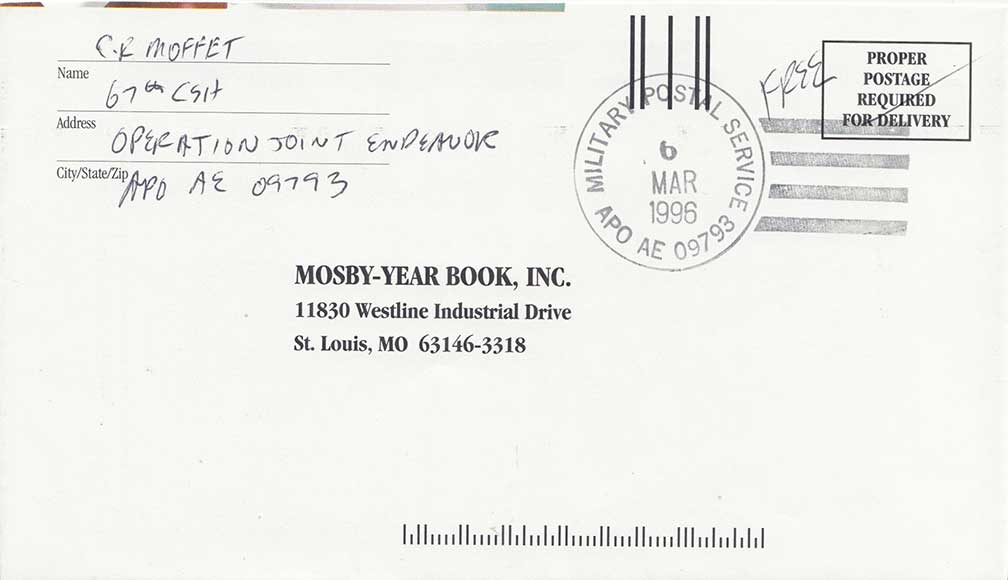 Name
C.R MOFFET
Address
67th CSH
City/State/Zip
OPERATION JOINT ENDEAVOR
APO AE 09793
MILITARY POSTAL SERVICE
6
MAR
1996
APO AE 09793
FREE
PROPER
POSTAGE
REQUIRED
FOR DELIVERY
MOSBY-YEAR BOOK, INC.
11830 Westline Industrial Drive
St. Louis, MO 63146-3318